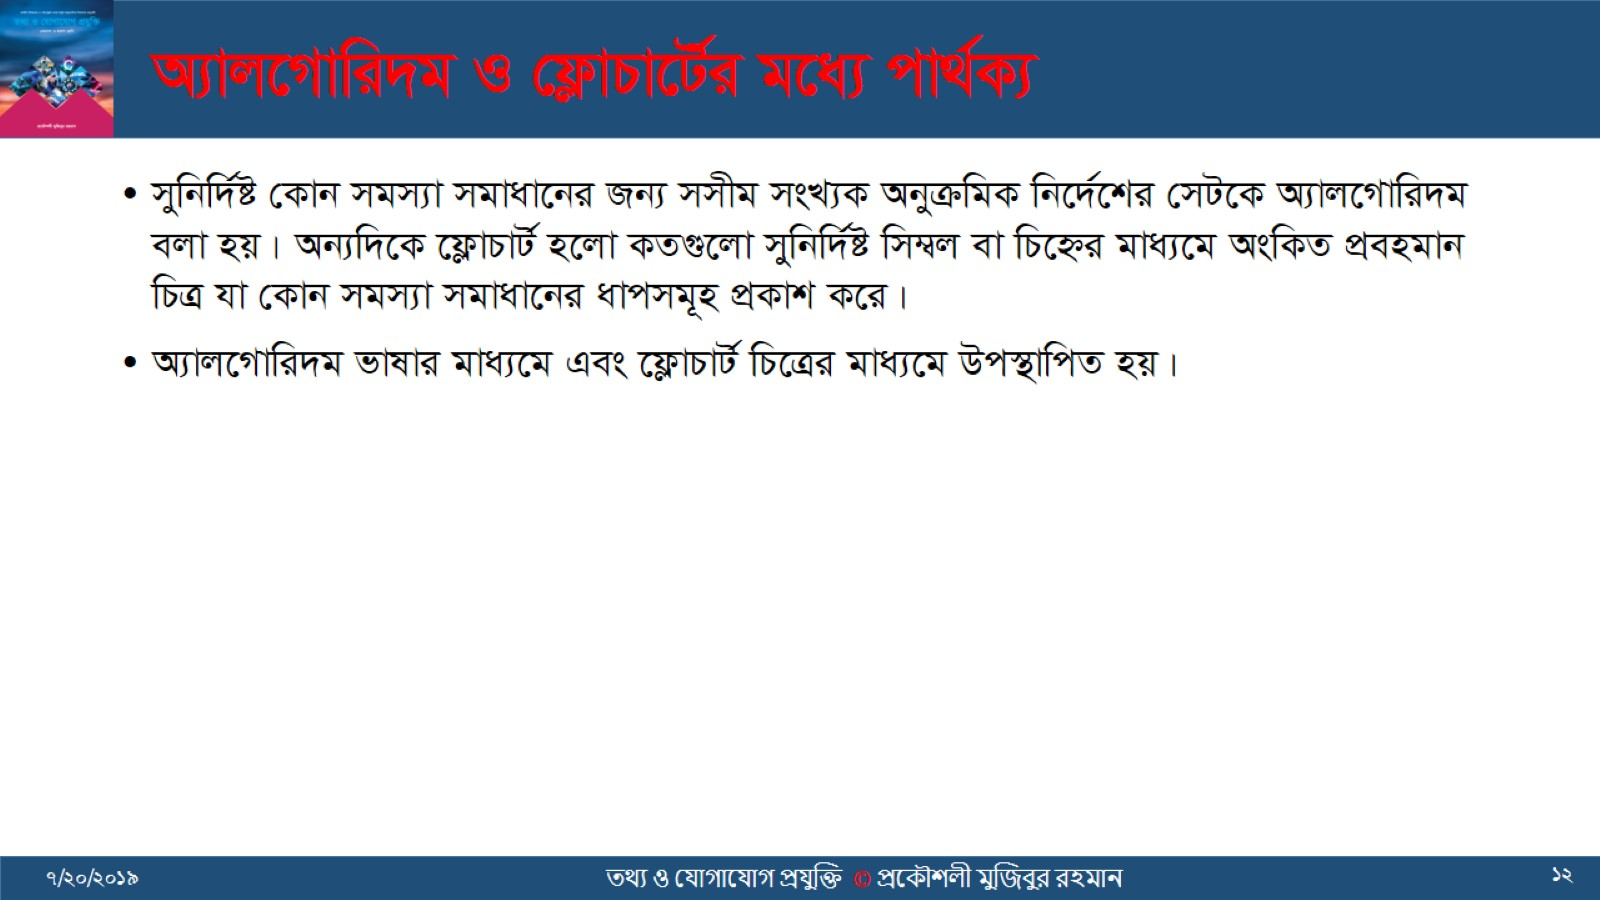 তথ্য ও যোগাযোগ প্রযুক্তি
অ্যালগোরিদম ও ফ্লোচার্টের মধ্যে পার্থক্য
• সুনির্দিষ্ট কোন সমস্যা সমাধানের জন্য সসীম সংখ্যক অনুক্রমিক নির্দেশের সেটকে অ্যালগোরিদম
বলা হয়। অন্যদিকে ফ্লোচার্ট হলো কতগুলো সুনির্দিষ্ট সিম্বল বা চিহ্নের মাধ্যমে অংকিত প্রবহমান
চিত্র যা কোন সমস্যা সমাধানের ধাপসমূহ প্রকাশ করে।
• অ্যালগোরিদম ভাষার মাধ্যমে এবং ফ্লোচার্ট চিত্রের মাধ্যমে উপস্থাপিত হয়।
৭/২০/২০১৯
তথ্য ও যোগাযোগ প্রযুক্তি © প্রকৌশলী মুজিবুর রহমান
১২